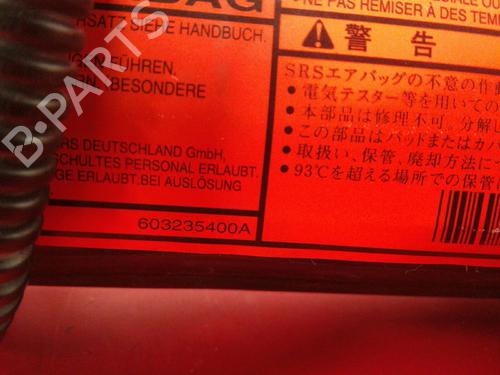 BAG
ERSATZ SIEHE HANDBUCH.
FÜHREN.
BESONDERE
RS DEUTSCHLAND GmbH,
SCHULTES PERSONAL ERLAUBT.
GE ERLAUBT.BEI AUSLÖSUNG
603235400A
NE PAS REMISER À DES TEM
警告
SRSエアバッグの不意の作動
●電気テスター等を用いての
●本部品は修理不可。分解
●この部品はパッドまたはカバ
●取扱い、保管、廃却方法に
●93℃を超える場所での保管
B-PARTS